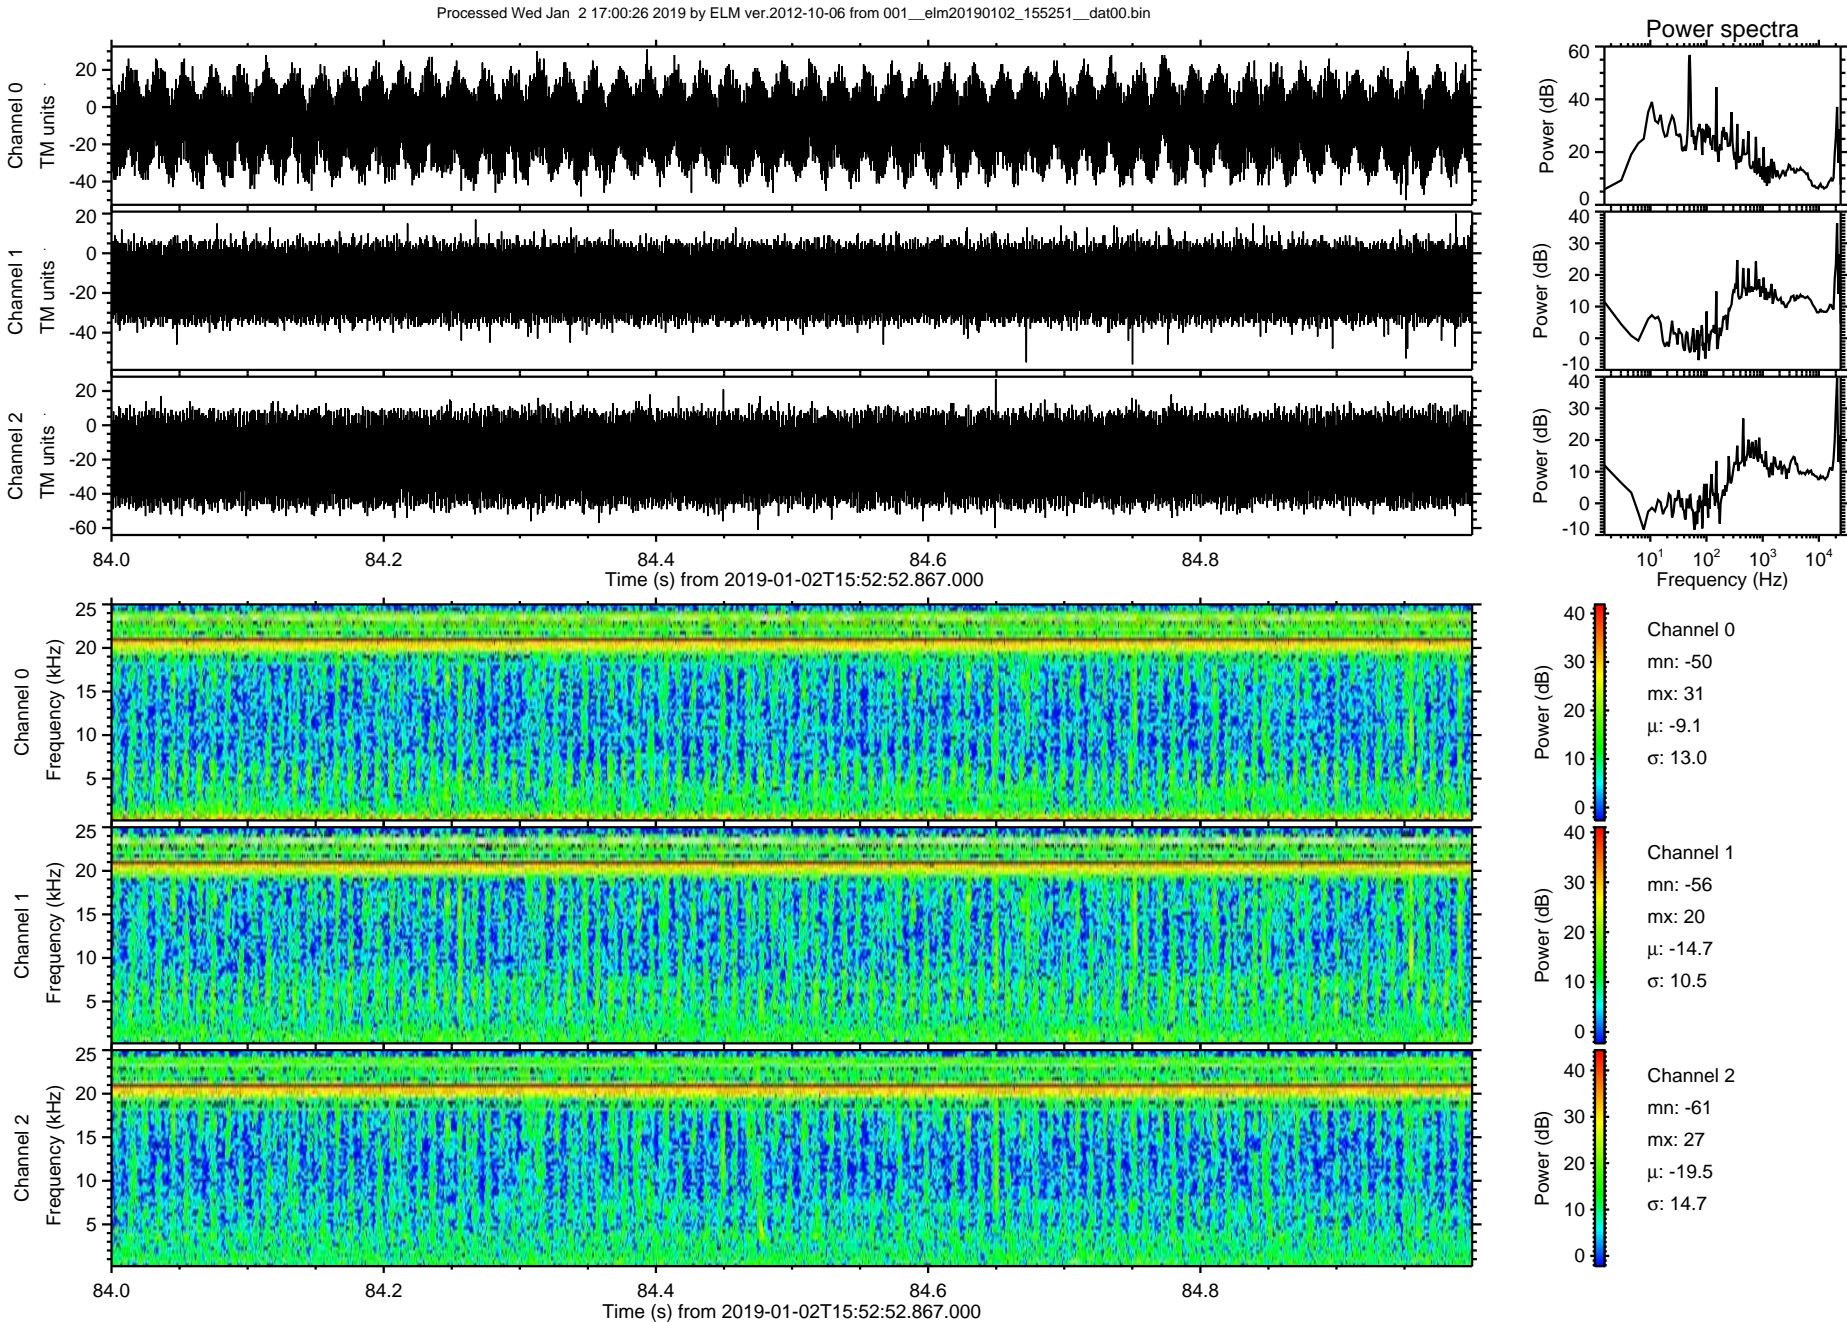 Processed Wed Jan  2 17:00:26 2019 by ELM ver.2012-10-06 from 001__elm20190102_155251__dat00.bin
Power spectra
Channel 0
TM units
20
0
-20
-40
Power (dB)
60
40
20
0
Channel 1
TM units
20
0
-20
-40
Power (dB)
40
30
20
10
0
-10
Channel 2
TM units
20
0
-20
-40
-60
Power (dB)
40
30
20
10
0
-10
84.0 84.2 84.4 84.6 84.8
Time (s) from 2019-01-02T15:52:52.867.000
10^1 10^2 10^3 10^4
Frequency (Hz)
Channel 0
Frequency (kHz)
25
20
15
10
5
Power (dB)
40
30
20
10
0
Channel 0
mn: -50
mx: 31
μ: -9.1
σ: 13.0
Channel 1
Frequency (kHz)
25
20
15
10
5
Power (dB)
40
30
20
10
0
Channel 1
mn: -56
mx: 20
μ: -14.7
σ: 10.5
Channel 2
Frequency (kHz)
25
20
15
10
5
Power (dB)
40
30
20
10
0
Channel 2
mn: -61
mx: 27
μ: -19.5
σ: 14.7
84.0 84.2 84.4 84.6 84.8
Time (s) from 2019-01-02T15:52:52.867.000